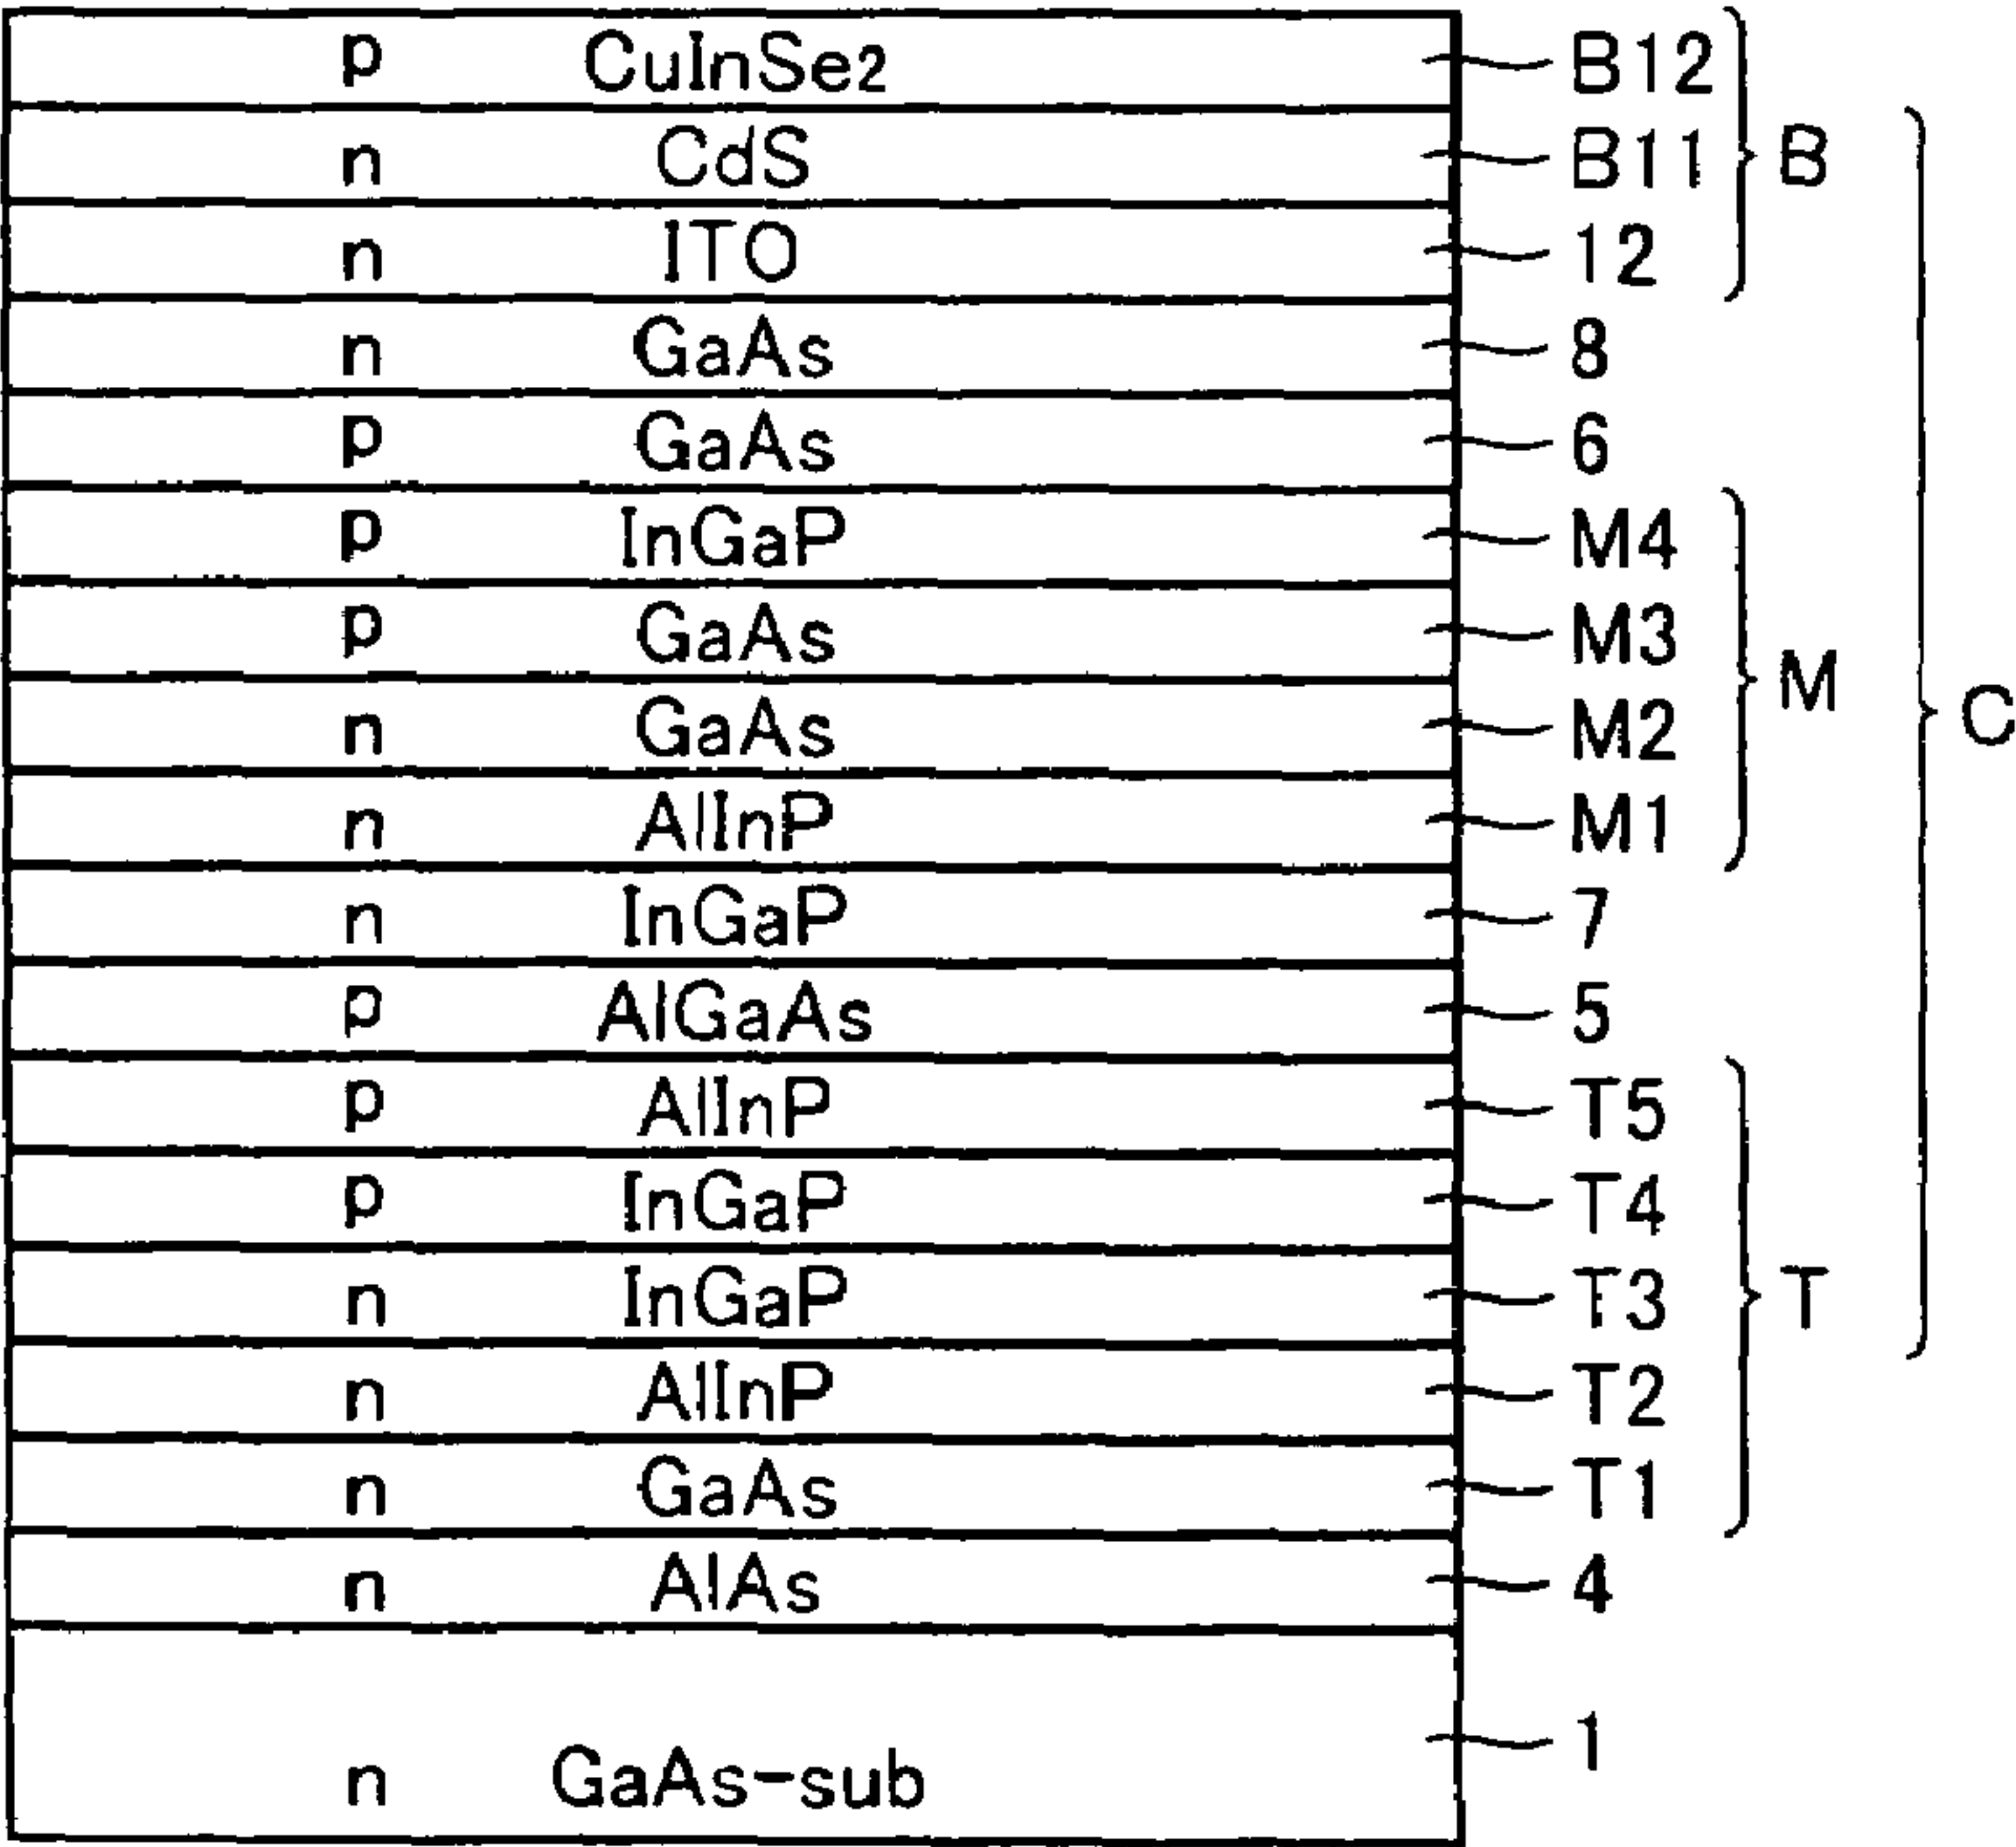 p CuInSe2 B12
n CdS B11 B
n ITO 12
n GaAs 8
p GaAs 6
p InGaP M4
p GaAs M3
M
n GaAs M2 C
n AlInP M1
n InGaP 7
p AlGaAs 5
p AlInP T5
p InGaP T4
n InGaP T3 T
n AlInP T2
n GaAs T1
n AlAs 4
1
n GaAs-sub